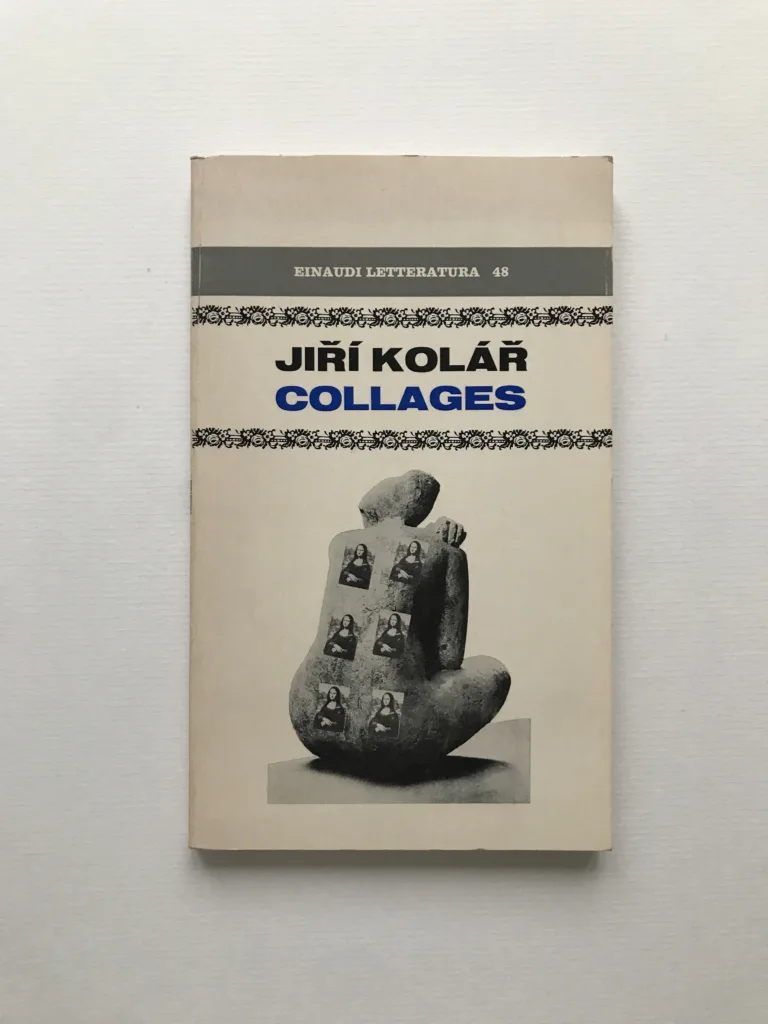 EINAUDI LETTERATURA 48
JIŘÍ KOLÁŘ
COLLAGES